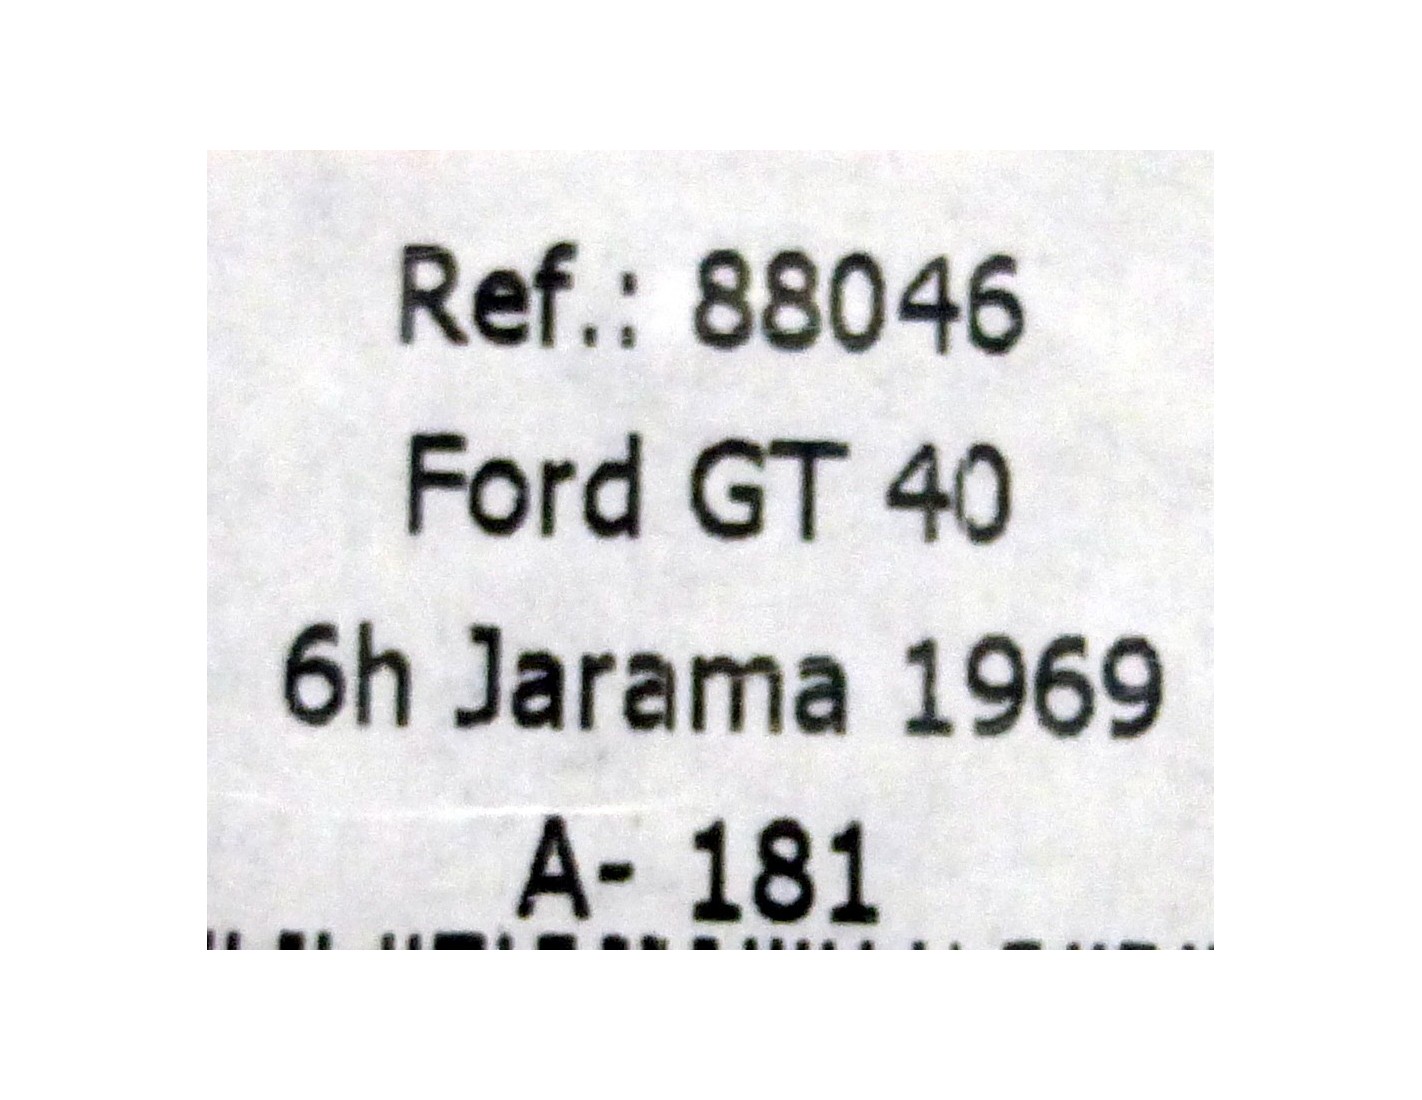 Ref.: 88046
Ford GT 40
6h Jarama 1969
A- 181